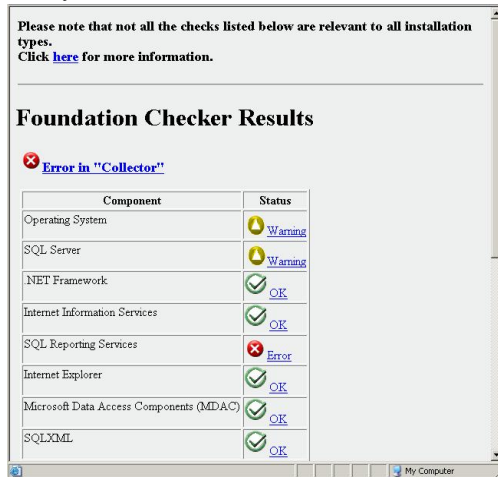 Please note that not all the checks listed below are relevant to all installation
types.
Click here for more information.
Foundation Checker Results
Error in "Collector"
Component Status
Operating System Warning
SQL Server Warning
.NET Framework OK
Internet Information Services OK
SQL Reporting Services Error
Internet Explorer OK
Microsoft Data Access Components (MDAC) OK
SQLXML OK
My Computer